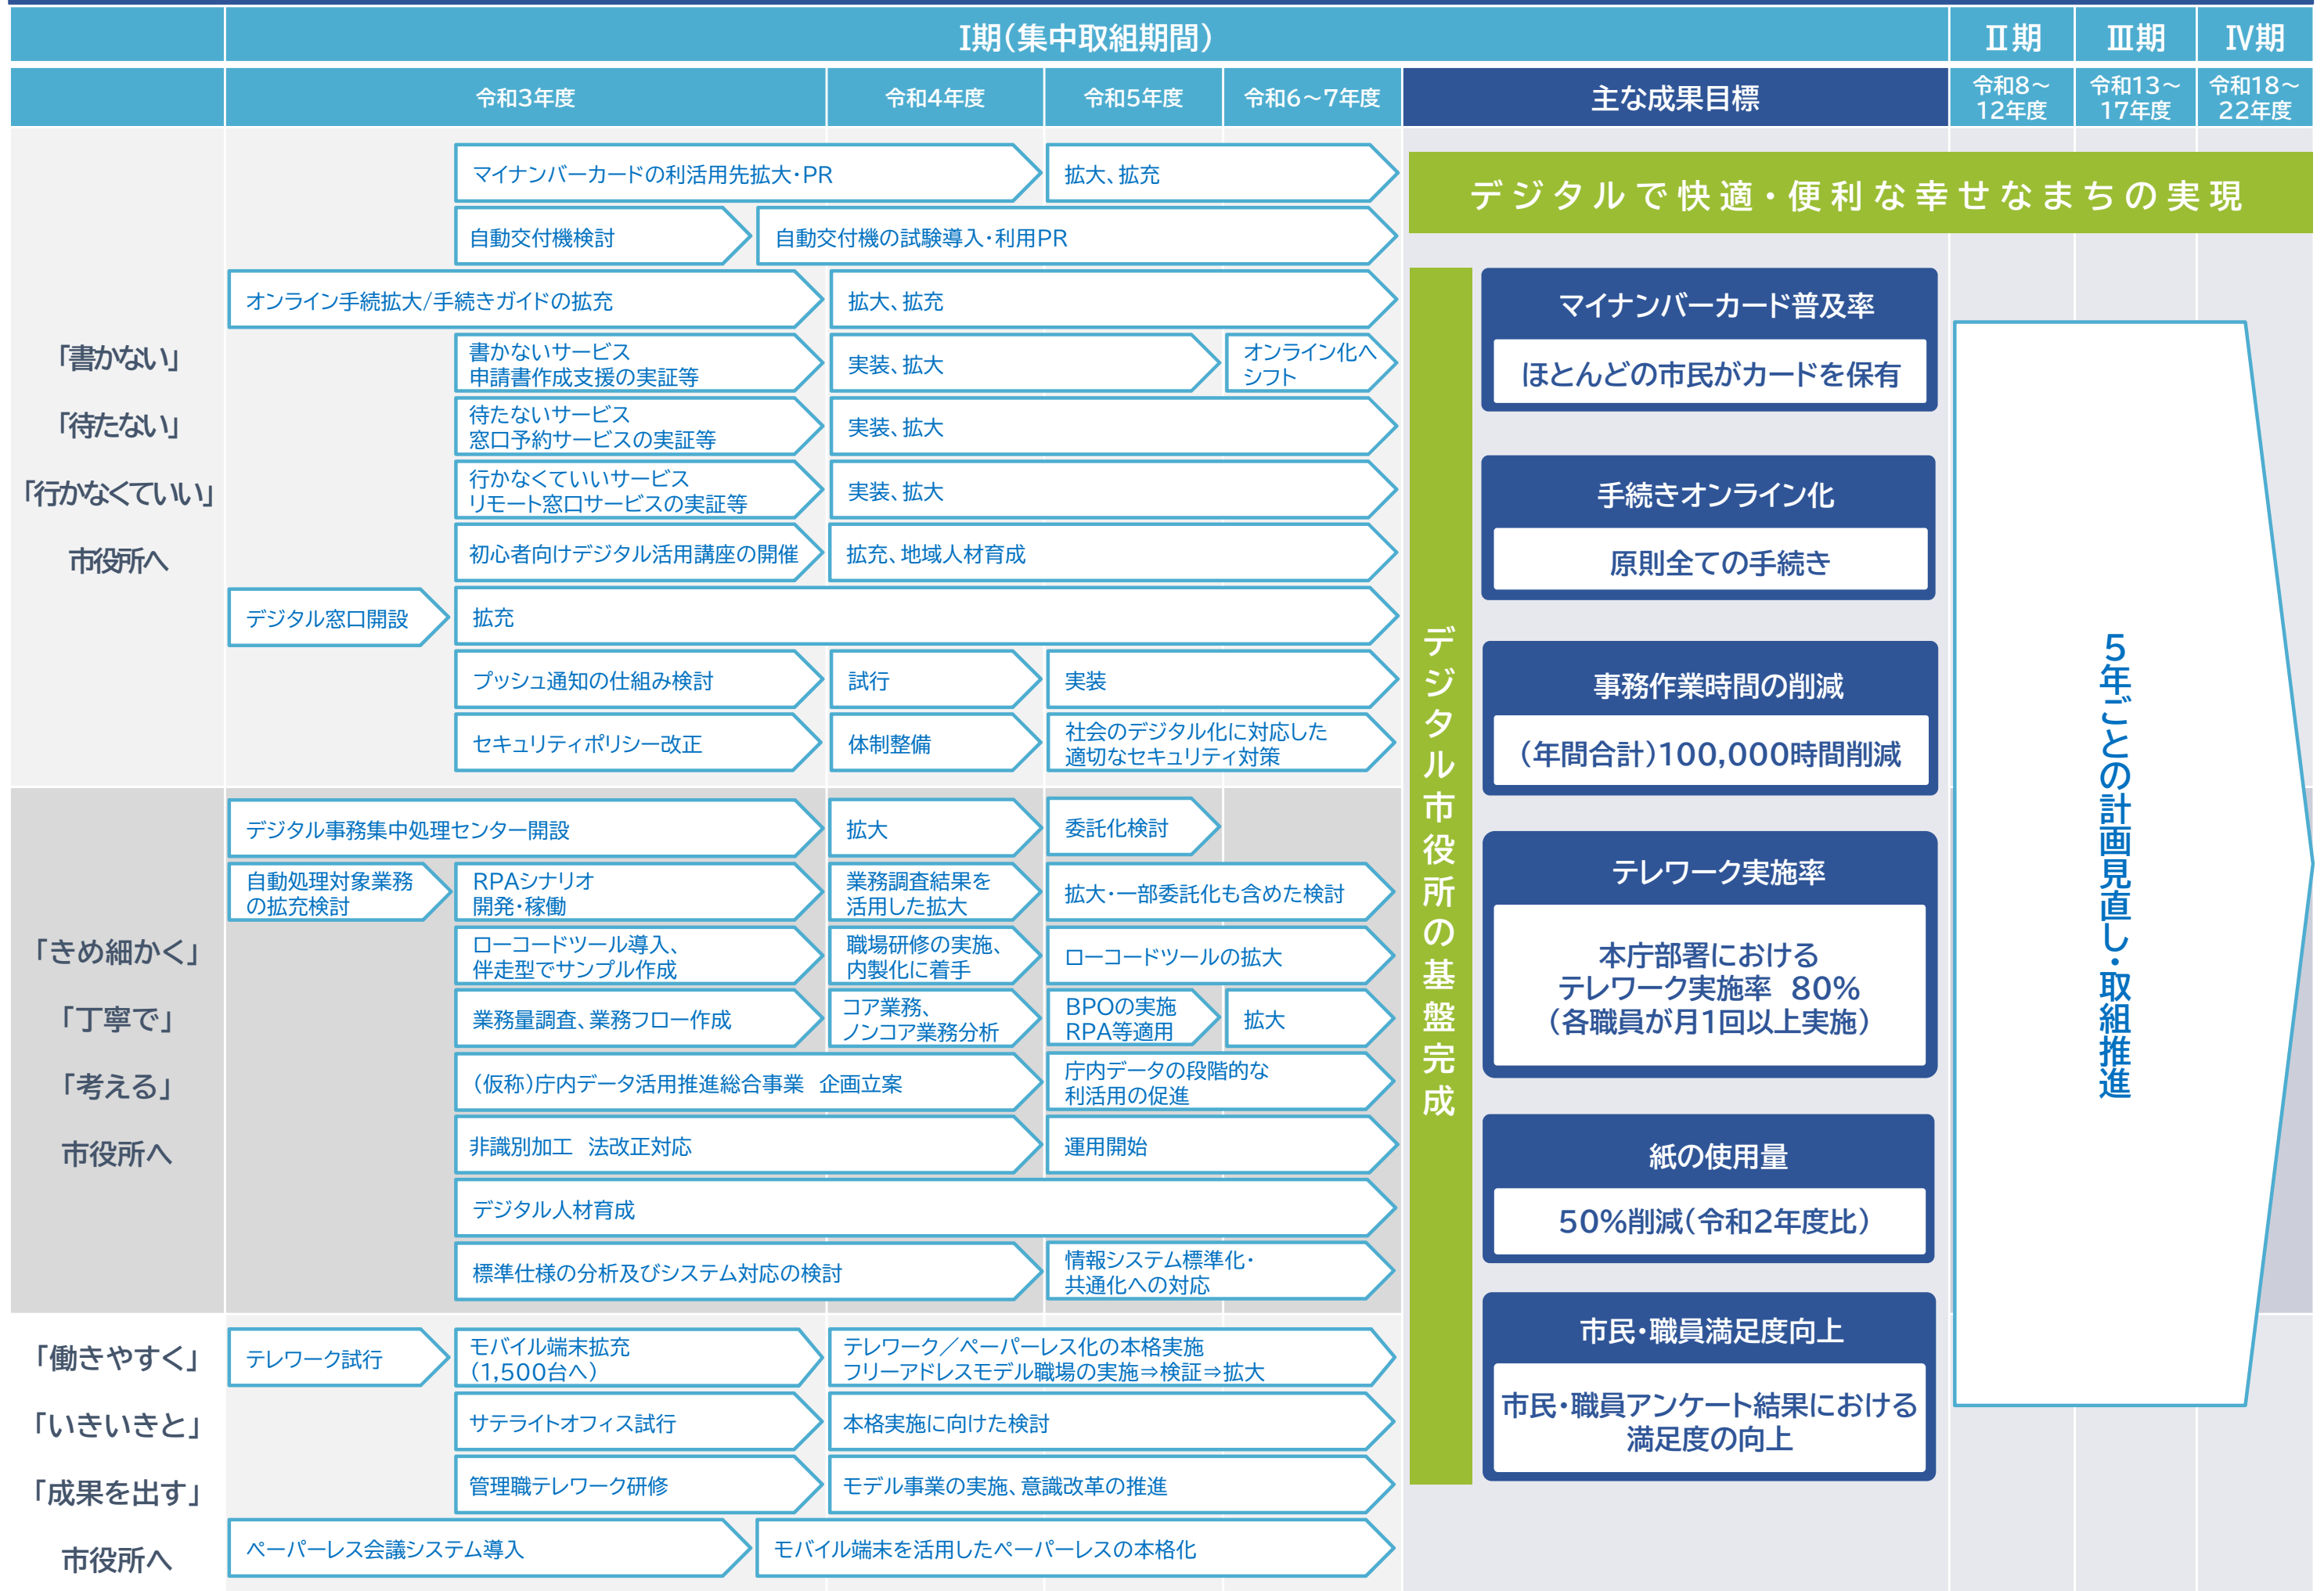 Ⅰ期(集中取組期間)
Ⅱ期
Ⅲ期
Ⅳ期
令和3年度
令和4年度
令和5年度
令和6～7年度
主な成果目標
令和8～
12年度
令和13～
17年度
令和18～
22年度
「書かない」
「待たない」
「行かなくていい」
市役所へ
マイナンバーカードの利活用先拡大・PR
拡大、拡充
自動交付機検討
自動交付機の試験導入・利用PR
オンライン手続拡大/手続きガイドの拡充
拡大、拡充
書かないサービス
申請書作成支援の実証等
実装、拡大
オンライン化へ
シフト
待たないサービス
窓口予約サービスの実証等
実装、拡大
行かなくていいサービス
リモート窓口サービスの実証等
実装、拡大
初心者向けデジタル活用講座の開催
拡充、地域人材育成
デジタル窓口開設
拡充
プッシュ通知の仕組み検討
試行
実装
セキュリティポリシー改正
体制整備
社会のデジタル化に対応した
適切なセキュリティ対策
「きめ細かく」
「丁寧で」
「考える」
市役所へ
デジタル事務集中処理センター開設
拡大
委託化検討
自動処理対象業務
の拡充検討
RPAシナリオ
開発・稼働
業務調査結果を
活用した拡大
拡大・一部委託化も含めた検討
ローコードツール導入、
伴走型でサンプル作成
職場研修の実施、
内製化に着手
ローコードツールの拡大
業務量調査、業務フロー作成
コア業務、
ノンコア業務分析
BPOの実施
RPA等適用
拡大
(仮称)庁内データ活用推進総合事業　企画立案
庁内データの段階的な
利活用の促進
非識別加工　法改正対応
運用開始
デジタル人材育成
標準仕様の分析及びシステム対応の検討
情報システム標準化・
共通化への対応
「働きやすく」
「いきいきと」
「成果を出す」
市役所へ
テレワーク試行
モバイル端末拡充
(1,500台へ)
テレワーク／ペーパーレス化の本格実施
フリーアドレスモデル職場の実施⇒検証⇒拡大
サテライトオフィス試行
本格実施に向けた検討
管理職テレワーク研修
モデル事業の実施、意識改革の推進
ペーパーレス会議システム導入
モバイル端末を活用したペーパーレスの本格化
デジタルで快適・便利な幸せなまちの実現
デジタル市役所の基盤完成
マイナンバーカード普及率
ほとんどの市民がカードを保有
手続きオンライン化
原則全ての手続き
事務作業時間の削減
(年間合計)100,000時間削減
テレワーク実施率
本庁部署における
テレワーク実施率　80%
(各職員が月1回以上実施)
紙の使用量
50%削減(令和2年度比)
市民・職員満足度向上
市民・職員アンケート結果における
満足度の向上
5年ごとの計画見直し・取組推進